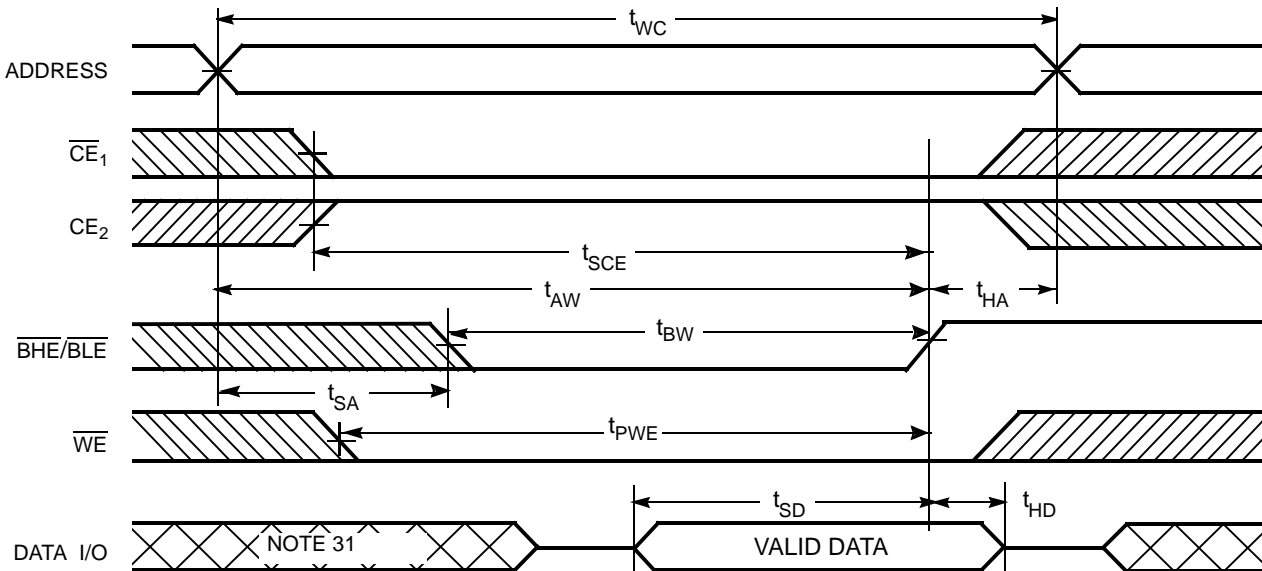 tWC
ADDRESS
CE1
CE2
tSCE
tAW
tHA
BHE/BLE
tBW
tSA
WE
tPWE
tSD
tHD
DATA I/O
NOTE 31
VALID DATA